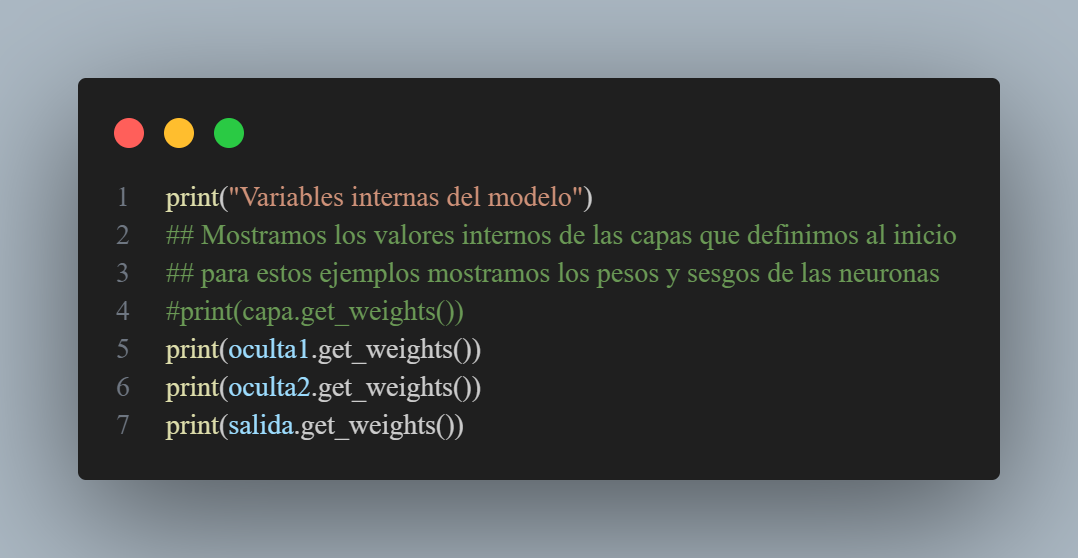 1 print("Variables internas del modelo")
2 ## Mostramos los valores internos de las capas que definimos al inicio
3 ## para estos ejemplos mostramos los pesos y sesgos de las neuronas
4 #print(capa.get_weights())
5 print(oculta1.get_weights())
6 print(oculta2.get_weights())
7 print(salida.get_weights())